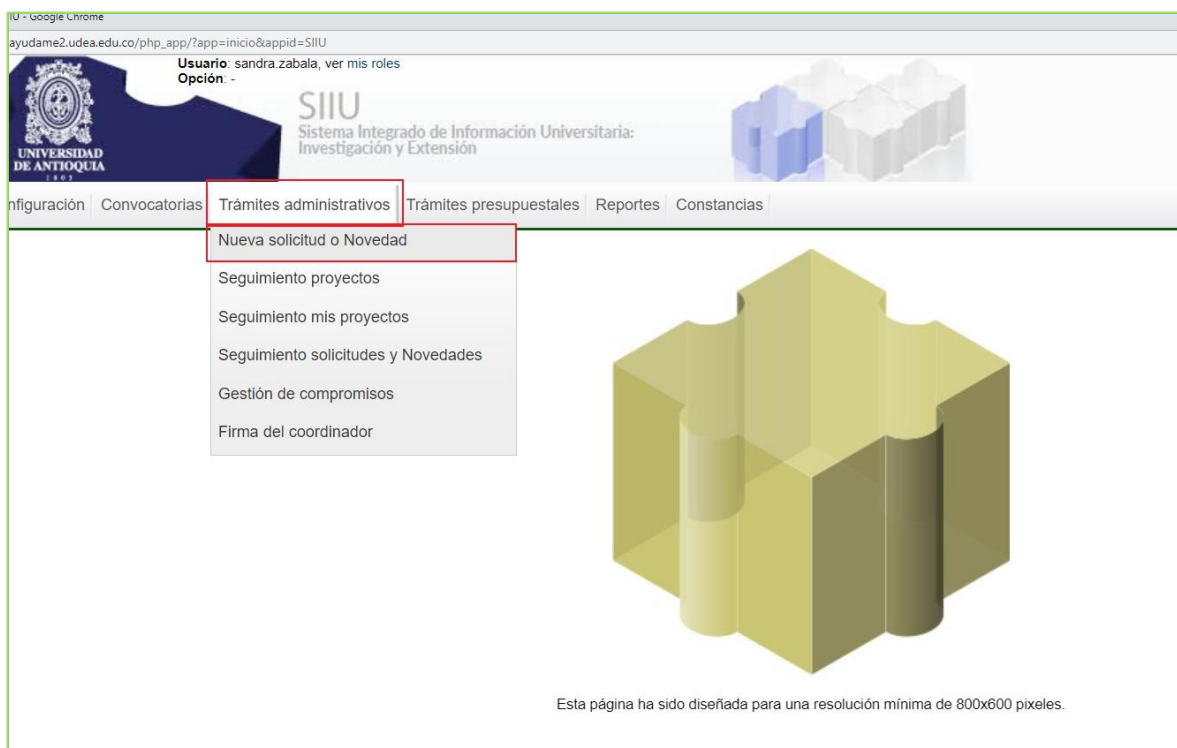 IU - Google Chrome
ayudame2.udea.edu.co/php_app/?app=inicio&appid=SIIU
Usuario: sandra.zabala, ver mis roles
Opción: -
SIIU
Sistema Integrado de Información Universitaria:
Investigación y Extensión
UNIVERSIDAD
DE ANTIOQUIA
1803
nfiguración Convocatorias Trámites administrativos Trámites presupuestales Reportes Constancias
Nueva solicitud o Novedad
Seguimiento proyectos
Seguimiento mis proyectos
Seguimiento solicitudes y Novedades
Gestión de compromisos
Firma del coordinador
Esta página ha sido diseñada para una resolución mínima de 800x600 pixeles.